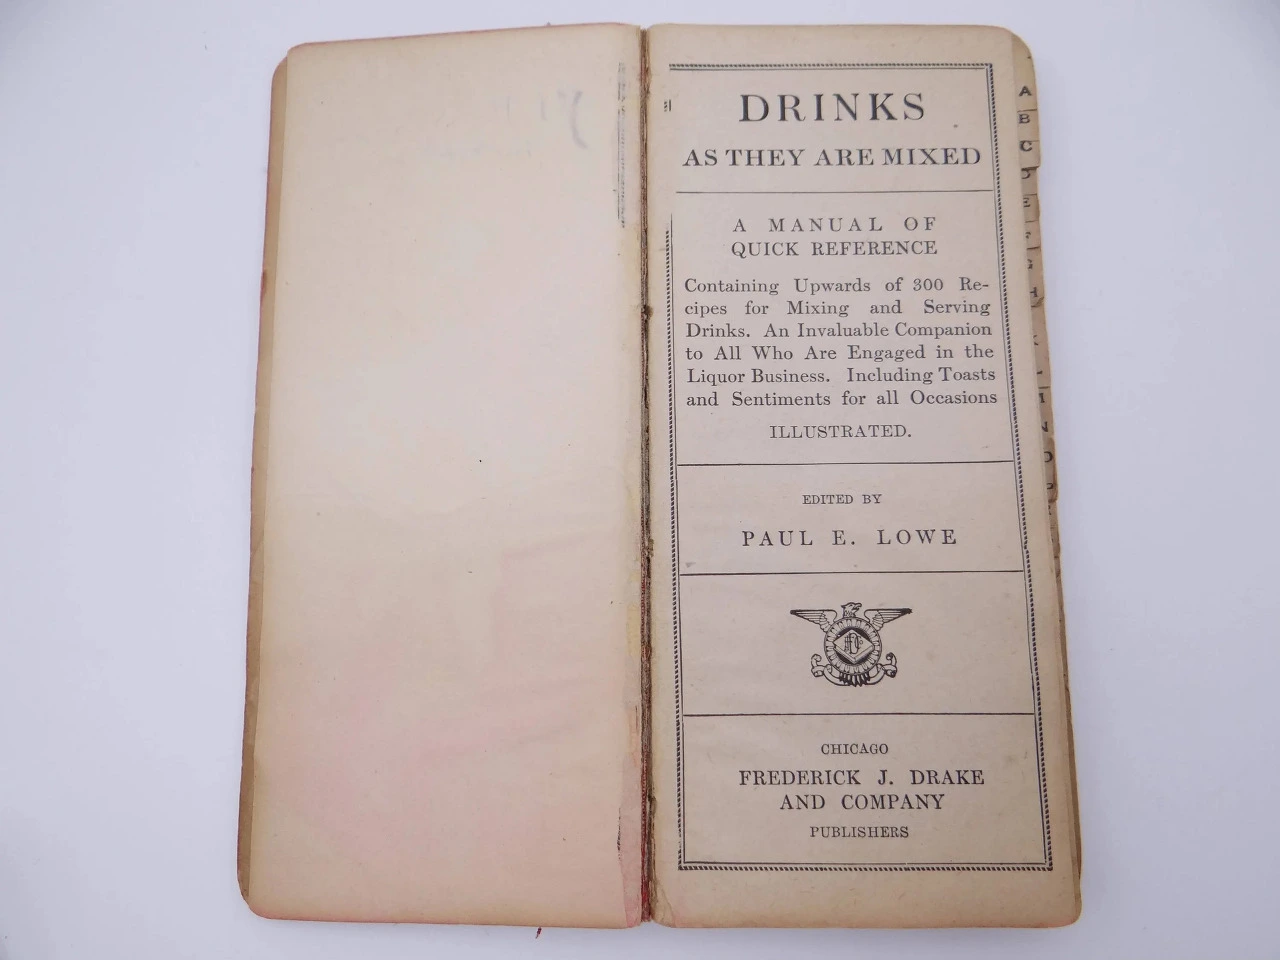 DRINKS
AS THEY ARE MIXED
A MANUAL OF
QUICK REFERENCE
Containing Upwards of 300 Re-
cipes for Mixing and Serving
Drinks. An Invaluable Companion
to All Who Are Engaged in the
Liquor Business. Including Toasts
and Sentiments for all Occasions
ILLUSTRATED.
EDITED BY
PAUL E. LOWE
CHICAGO
FREDERICK J. DRAKE
AND COMPANY
PUBLISHERS
A
B
C
D
E
F
G
H
K
L
M
N
O
P